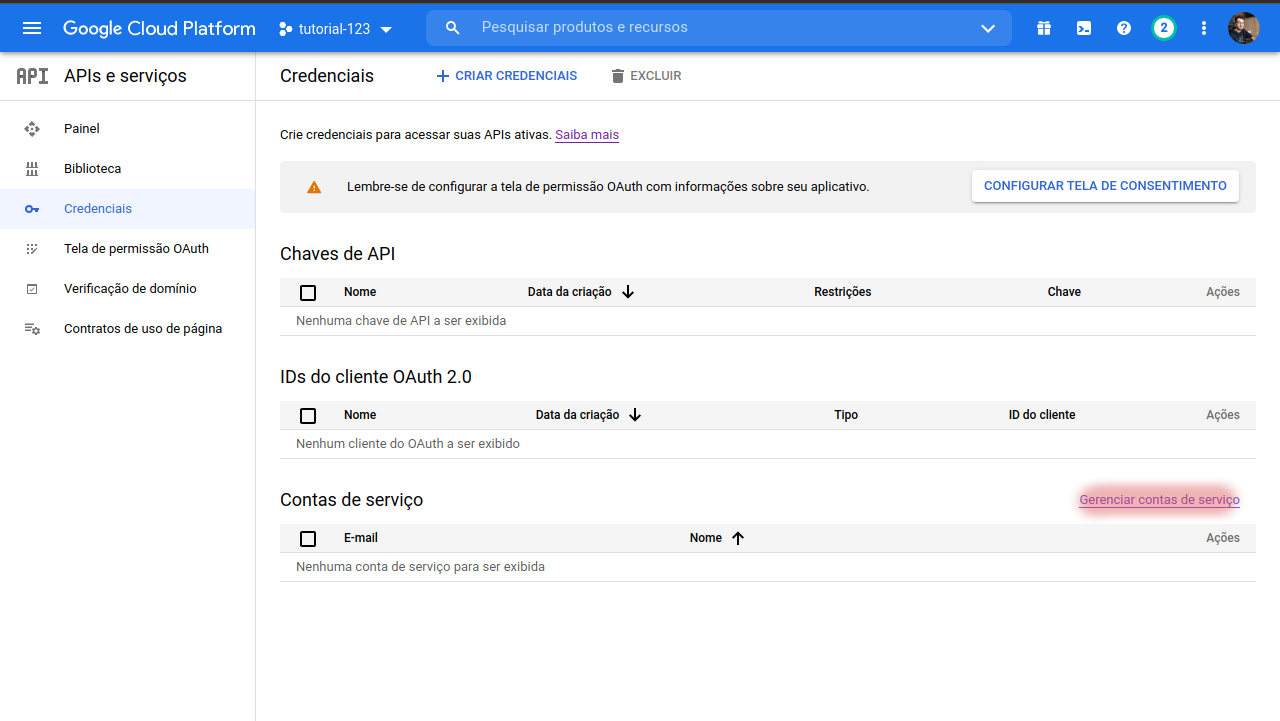 Google Cloud Platform
tutorial-123
Pesquisar produtos e recursos
2
API APIs e serviços
Painel
Biblioteca
Credenciais
Tela de permissão OAuth
Verificação de domínio
Contratos de uso de página
Credenciais
CRIAR CREDENCIAIS
EXCLUIR
Crie credenciais para acessar suas APIs ativas. Saiba mais
Lembre-se de configurar a tela de permissão OAuth com informações sobre seu aplicativo.
CONFIGURAR TELA DE CONSENTIMENTO
Chaves de API
Nome Data da criação Restrições Chave Ações
Nenhuma chave de API a ser exibida
IDs do cliente OAuth 2.0
Nome Data da criação Tipo ID do cliente Ações
Nenhum cliente do OAuth a ser exibido
Contas de serviço
Gerenciar contas de serviço
E-mail Nome Ações
Nenhuma conta de serviço para ser exibida